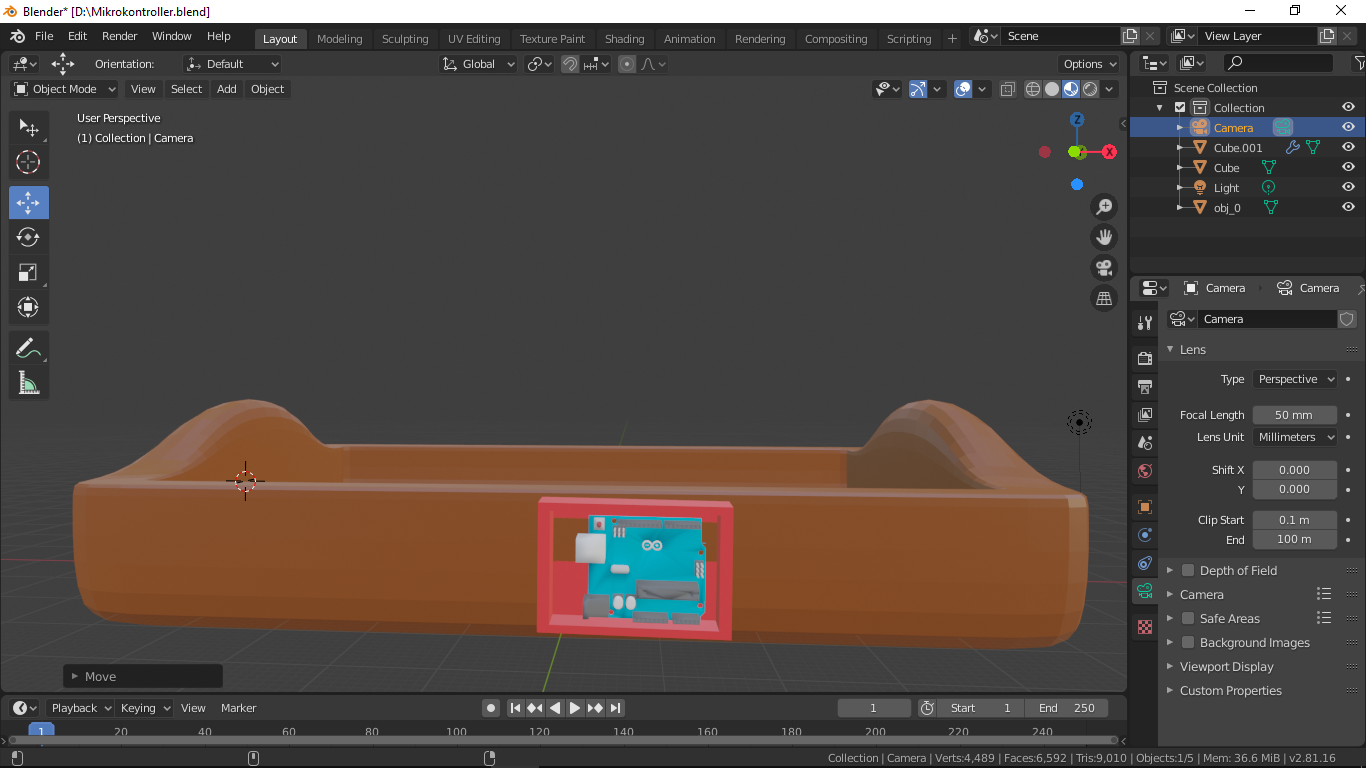 Blender* [D:\Mikrokontroller.blend]
File Edit Render Window Help Layout Modeling Sculpting UV Editing Texture Paint Shading Animation Rendering Compositing Scripting + Scene View Layer
Orientation: Default Global Options
Object Mode View Select Add Object
User Perspective
(1) Collection | Camera
Z
X
Move
Scene Collection
Collection
Camera
Cube.001
Cube
Light
obj_0
Camera Camera
Camera
Lens
Type Perspective
Focal Length 50 mm
Lens Unit Millimeters
Shift X 0.000
Y 0.000
Clip Start 0.1 m
End 100 m
Depth of Field
Camera
Safe Areas
Background Images
Viewport Display
Custom Properties
Playback Keying View Marker 1 Start 1 End 250
1 20 40 60 80 100 120 140 160 180 200 220 240
Collection | Camera | Verts:4,489 | Faces:6,592 | Tris:9,010 | Objects:1/5 | Mem: 36.6 MiB | v2.81.16